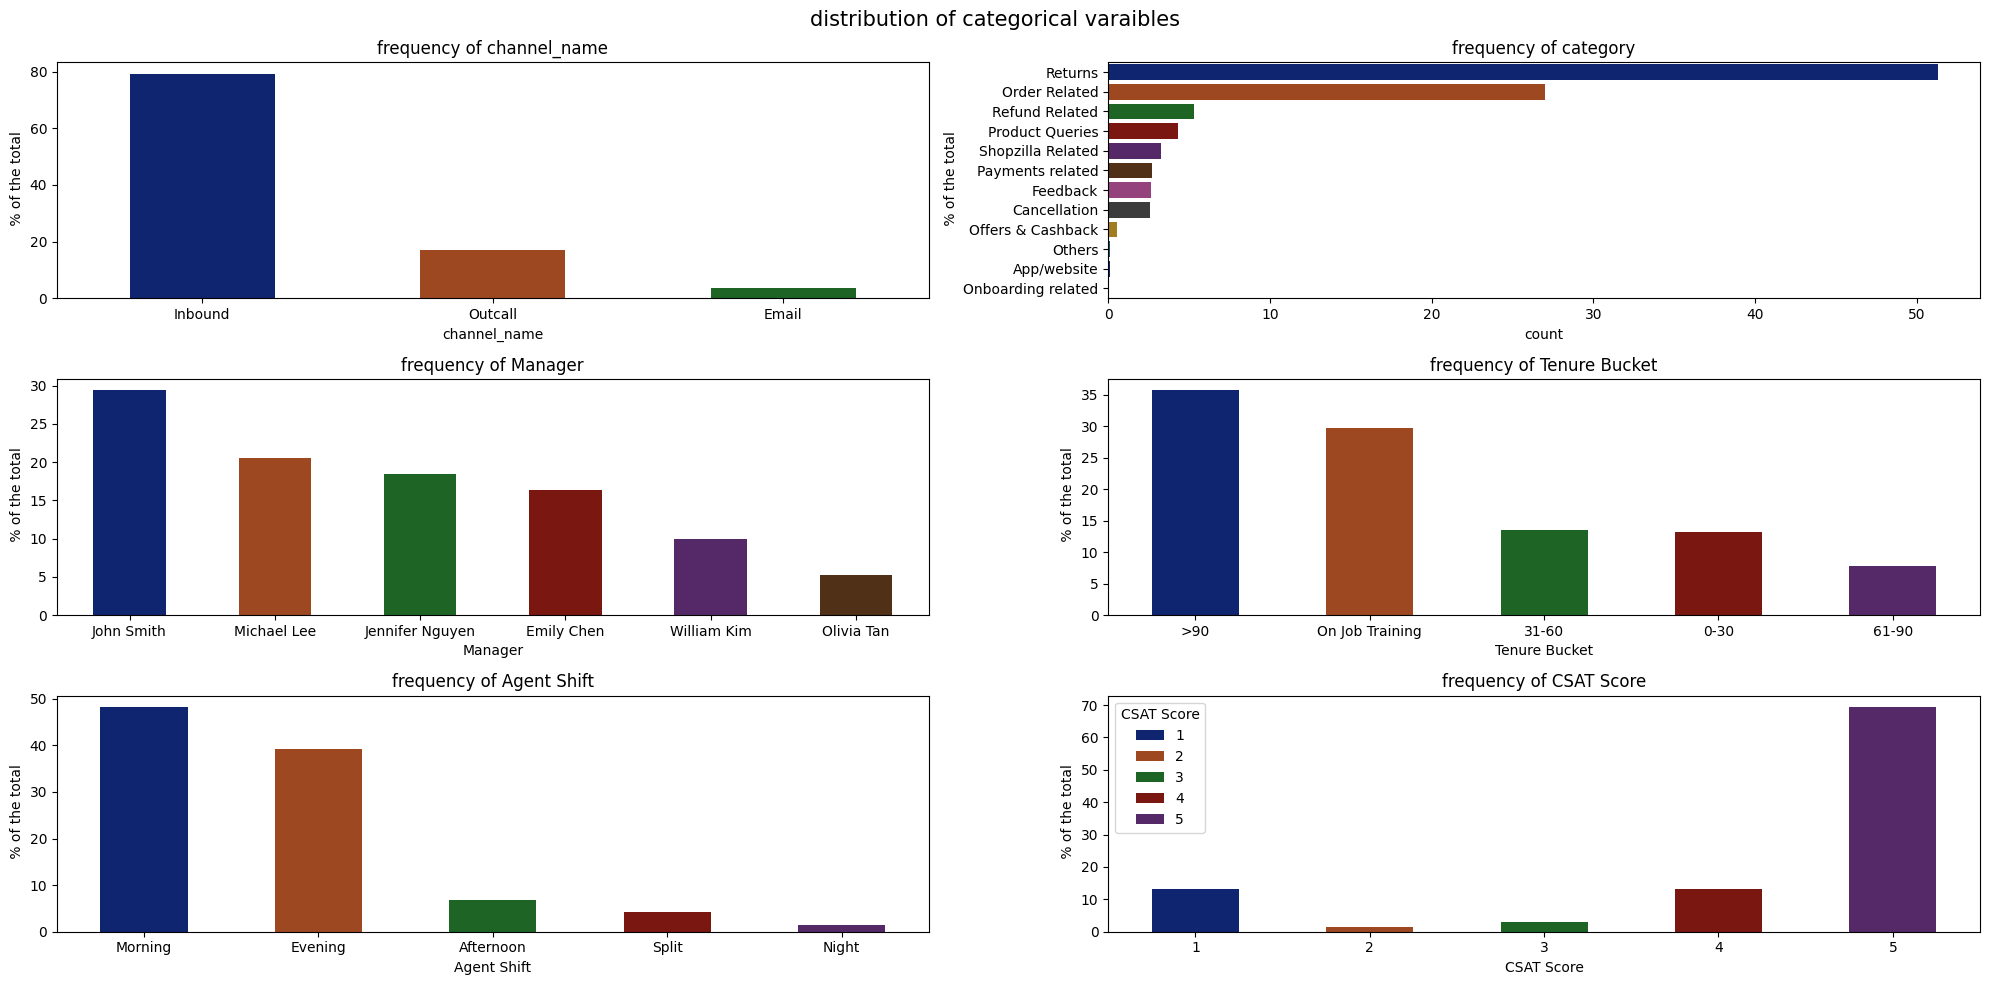 distribution of categorical varaibles
frequency of channel_name
% of the total
80
60
40
20
0
Inbound Outcall Email
channel_name
frequency of category
% of the total
Returns
Order Related
Refund Related
Product Queries
Shopzilla Related
Payments related
Feedback
Cancellation
Offers & Cashback
Others
App/website
Onboarding related
0 10 20 30 40 50
count
frequency of Manager
% of the total
30
25
20
15
10
5
0
John Smith Michael Lee Jennifer Nguyen Emily Chen William Kim Olivia Tan
Manager
frequency of Tenure Bucket
% of the total
35
30
25
20
15
10
5
0
>90 On Job Training 31-60 0-30 61-90
Tenure Bucket
frequency of Agent Shift
% of the total
50
40
30
20
10
0
Morning Evening Afternoon Split Night
Agent Shift
frequency of CSAT Score
% of the total
70
60
50
40
30
20
10
0
CSAT Score
1
2
3
4
5
1 2 3 4 5
CSAT Score